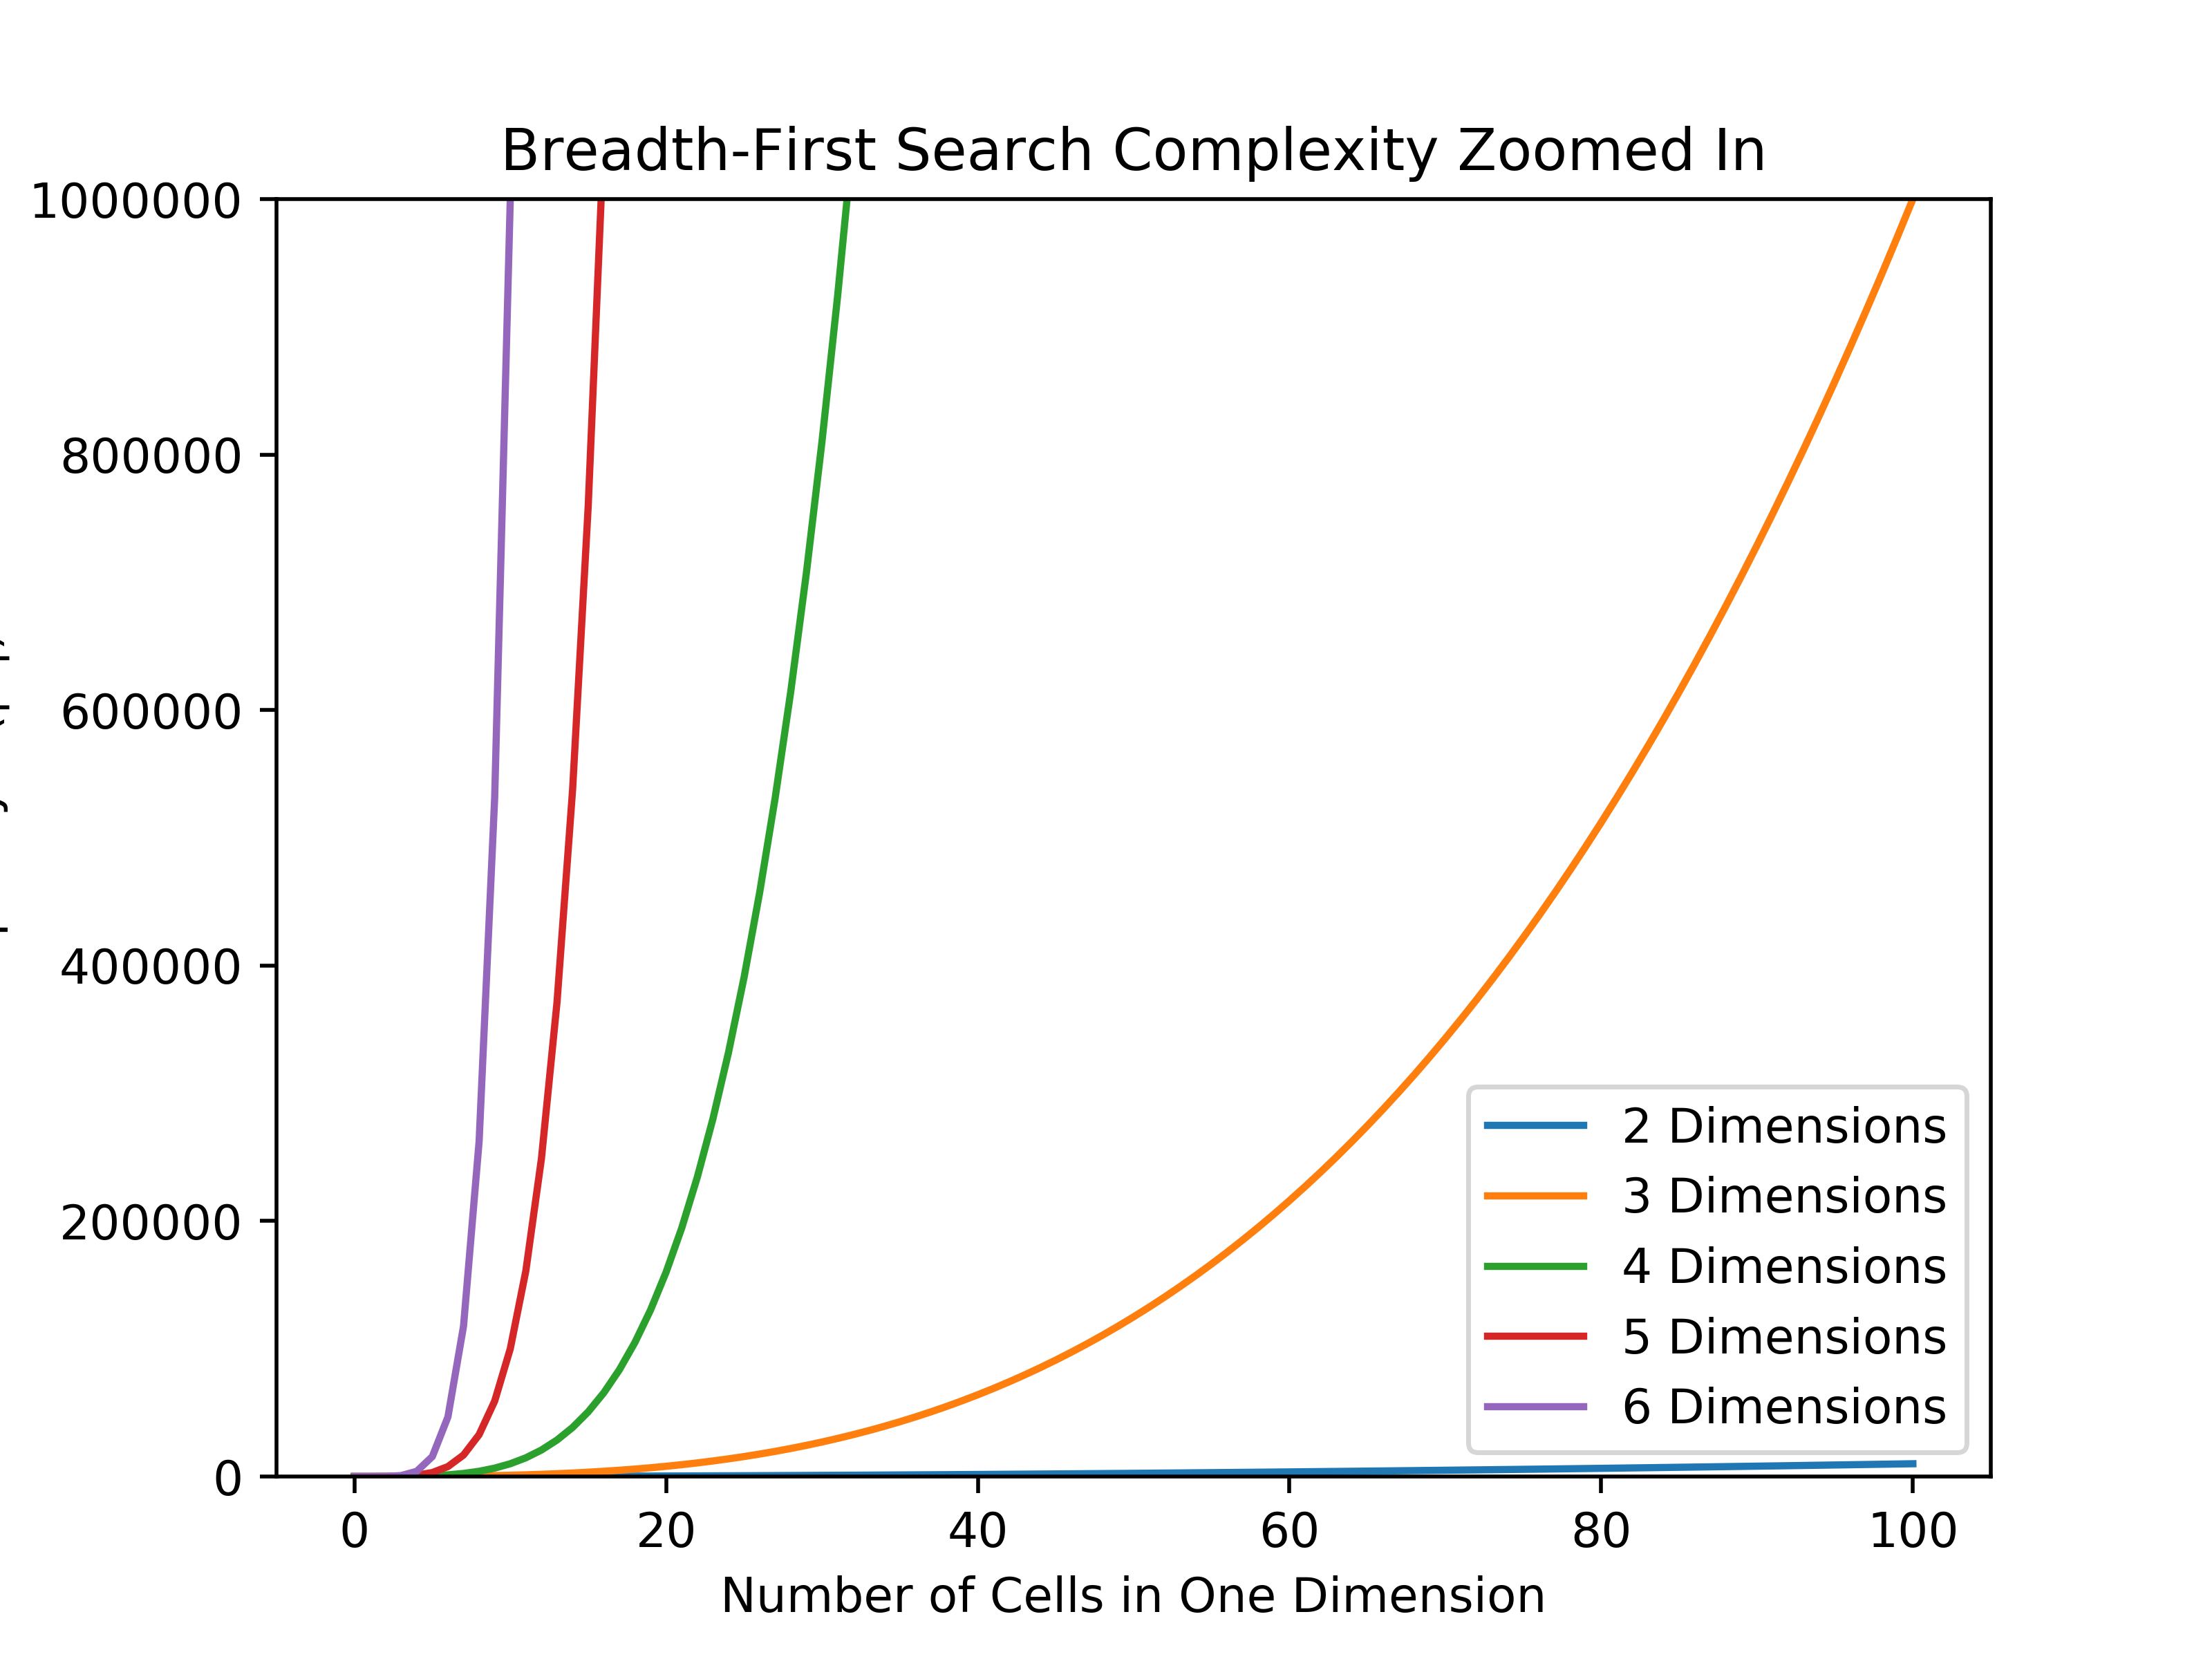 Breadth-First Search Complexity Zoomed In
1000000
800000
600000
400000
200000
0
0 20 40 60 80 100
Number of Cells in One Dimension
2 Dimensions
3 Dimensions
4 Dimensions
5 Dimensions
6 Dimensions